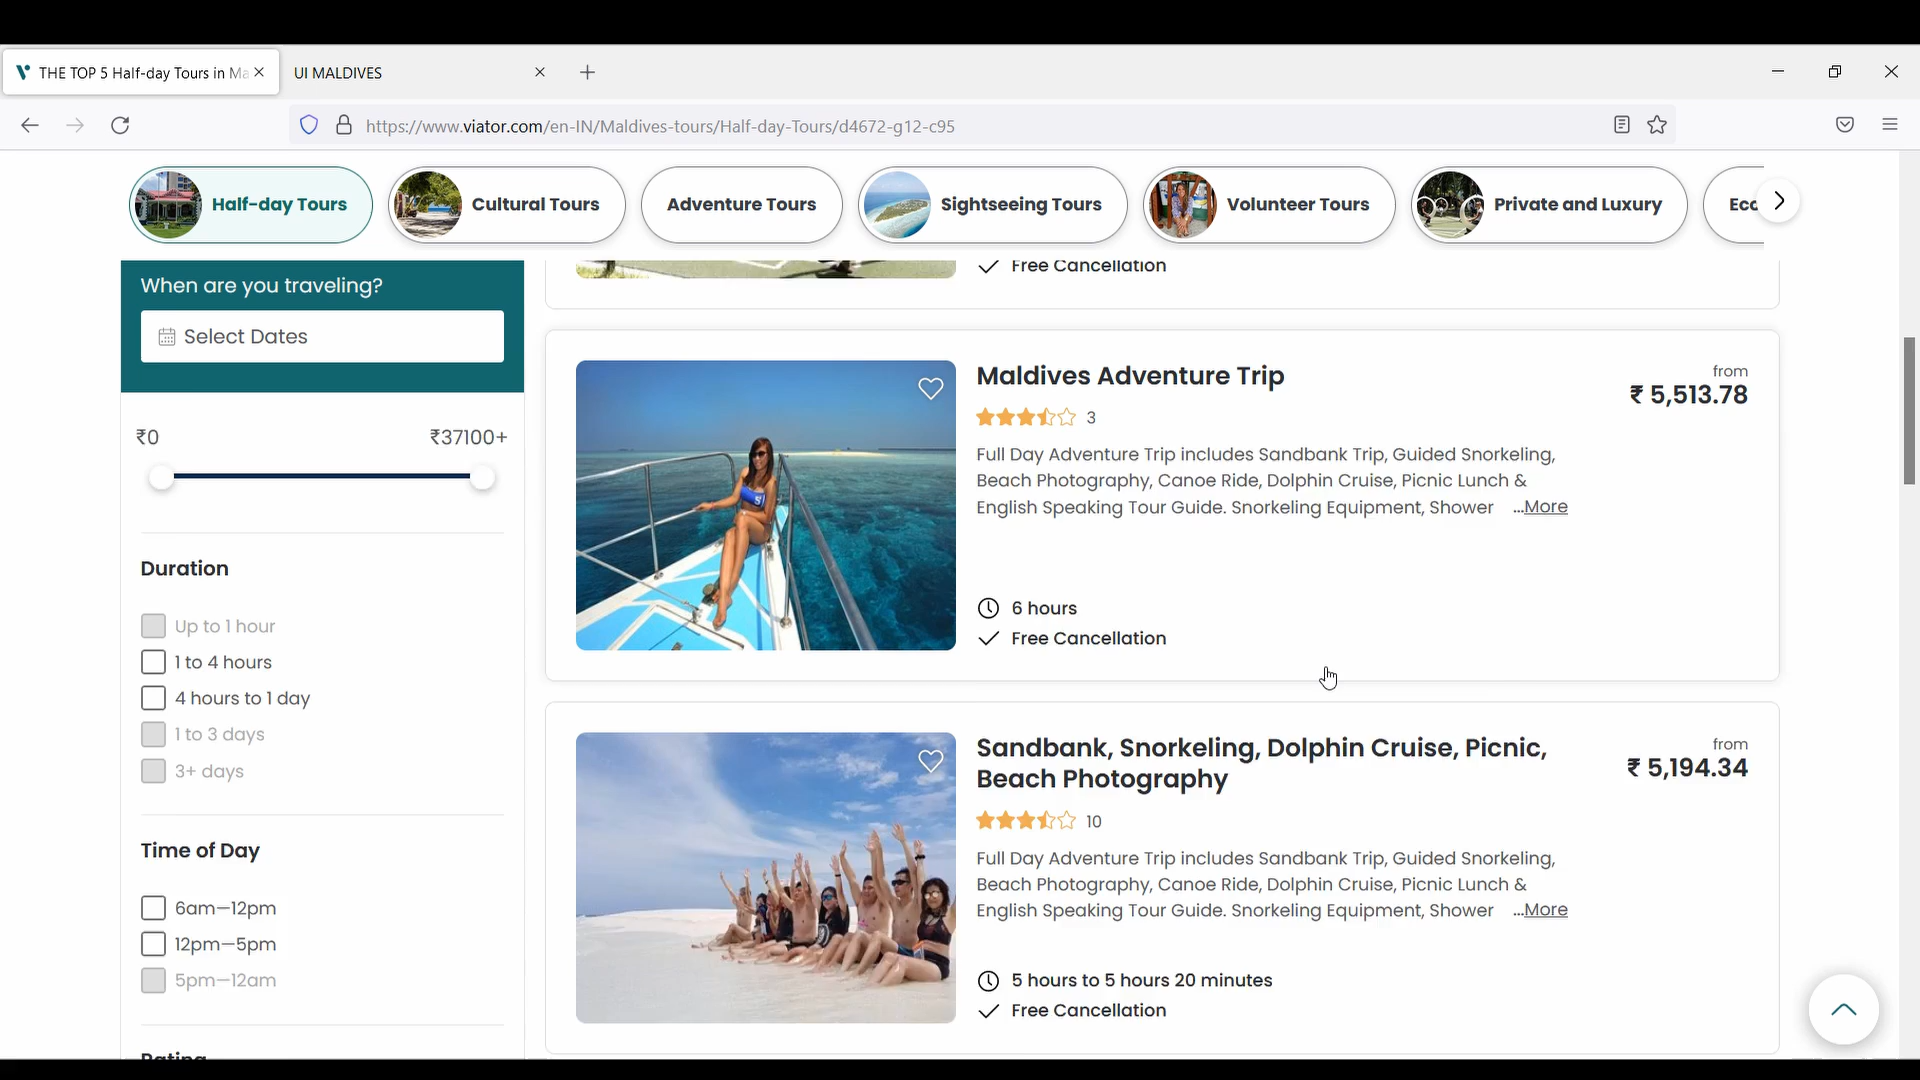 THE TOP 5 Half-day Tours in Ma
UI MALDIVES
https://www.viator.com/en-IN/Maldives-tours/Half-day-Tours/d4672-g12-c95
Half-day Tours
Cultural Tours
Adventure Tours
Sightseeing Tours
Volunteer Tours
Private and Luxury
Ecc
When are you traveling?
Select Dates
₹0
₹37100+
Duration
Up to 1 hour
1 to 4 hours
4 hours to 1 day
1 to 3 days
3+ days
Time of Day
6am—12pm
12pm—5pm
5pm—12am
Rating
Free Cancellation
Maldives Adventure Trip
3
from
₹ 5,513.78
Full Day Adventure Trip includes Sandbank Trip, Guided Snorkeling,
Beach Photography, Canoe Ride, Dolphin Cruise, Picnic Lunch &
English Speaking Tour Guide. Snorkeling Equipment, Shower ...More
6 hours
Free Cancellation
Sandbank, Snorkeling, Dolphin Cruise, Picnic,
Beach Photography
10
from
₹ 5,194.34
Full Day Adventure Trip includes Sandbank Trip, Guided Snorkeling,
Beach Photography, Canoe Ride, Dolphin Cruise, Picnic Lunch &
English Speaking Tour Guide. Snorkeling Equipment, Shower ...More
5 hours to 5 hours 20 minutes
Free Cancellation